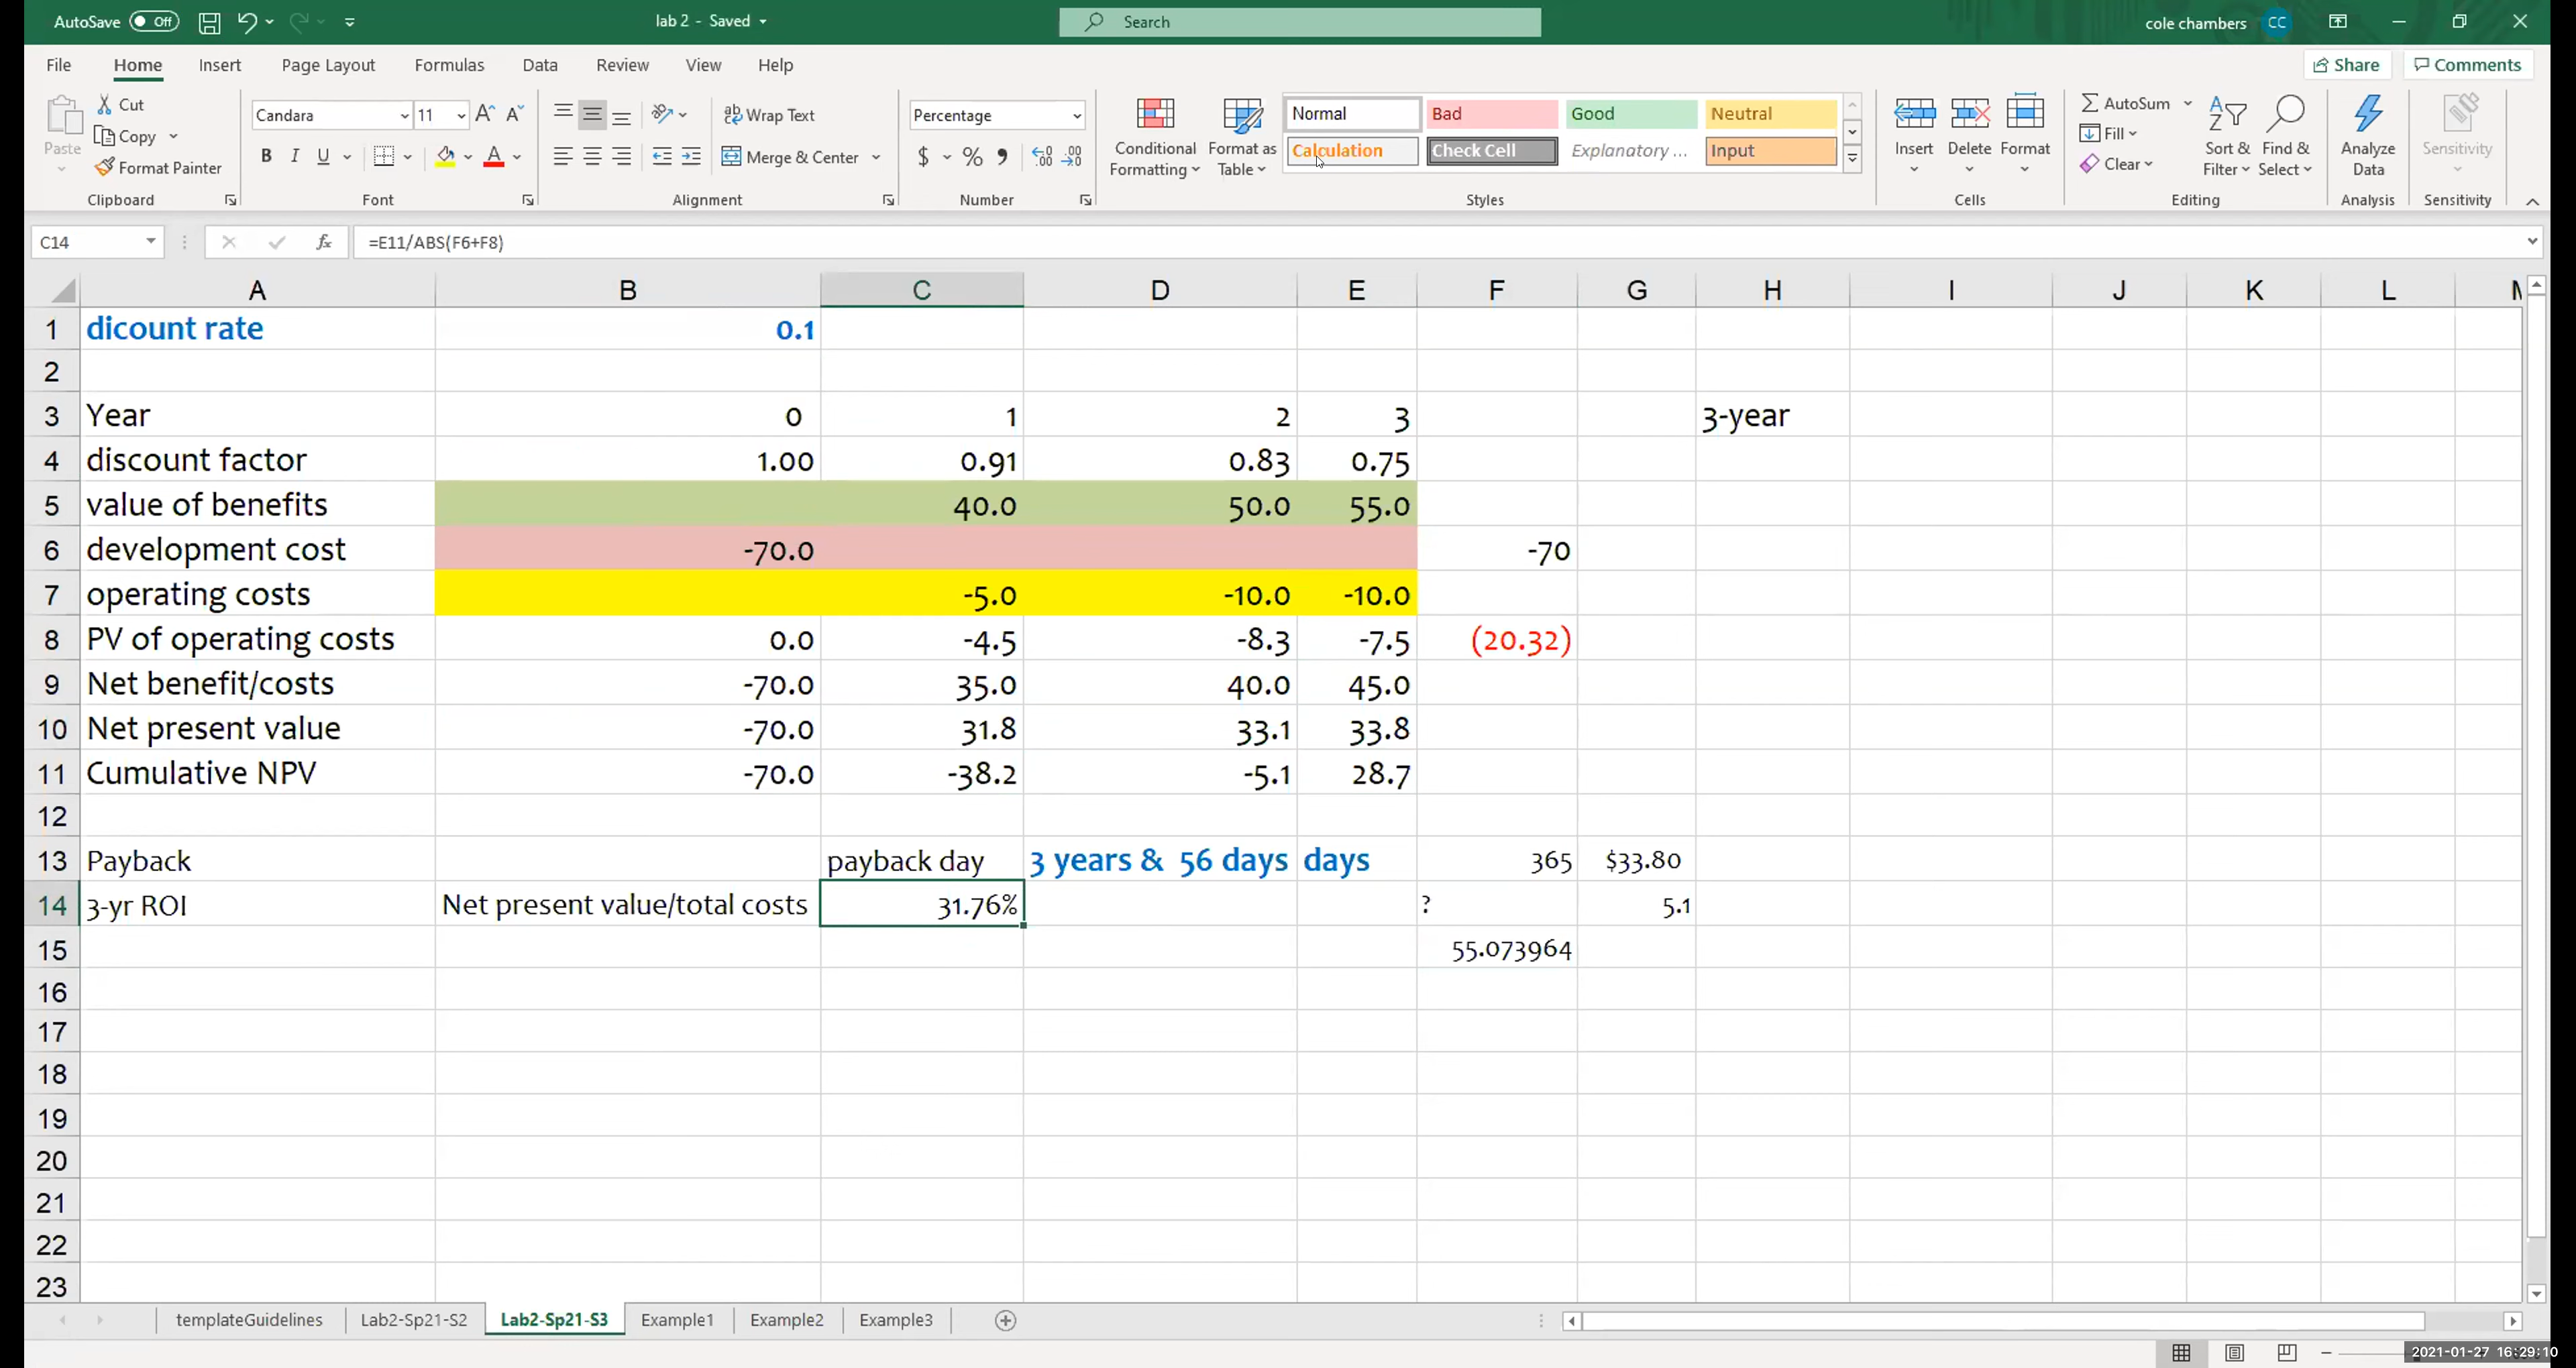 AutoSave Off lab 2 - Saved Search cole chambers CC
File Home Insert Page Layout Formulas Data Review View Help Share Comments
Paste Cut Copy Format Painter Clipboard
Candara 11 A^ A˅ B I U A Font
ab Wrap Text Merge & Center Alignment
Percentage $ % 9 .00 .00 Number
Conditional Formatting Format as Table
Normal Bad Good Neutral
Calculation Check Cell Explanatory ... Input
Styles
Insert Delete Format Cells
AutoSum Fill Clear Sort & Filter Find & Select Editing
Analyze Data Analysis
Sensitivity Sensitivity
C14 fx =E11/ABS(F6+F8)
A B C D E F G H I J K L
1 dicount rate 0.1
2
3 Year 0 1 2 3 3-year
4 discount factor 1.00 0.91 0.83 0.75
5 value of benefits 40.0 50.0 55.0
6 development cost -70.0 -70
7 operating costs -5.0 -10.0 -10.0
8 PV of operating costs 0.0 -4.5 -8.3 -7.5 (20.32)
9 Net benefit/costs -70.0 35.0 40.0 45.0
10 Net present value -70.0 31.8 33.1 33.8
11 Cumulative NPV -70.0 -38.2 -5.1 28.7
12
13 Payback payback day 3 years & 56 days days 365 $33.80
14 3-yr ROI Net present value/total costs 31.76% ? 5.1
15 55.073964
16
17
18
19
20
21
22
23
templateGuidelines Lab2-Sp21-S2 Lab2-Sp21-S3 Example1 Example2 Example3
2021-01-27 16:29:10